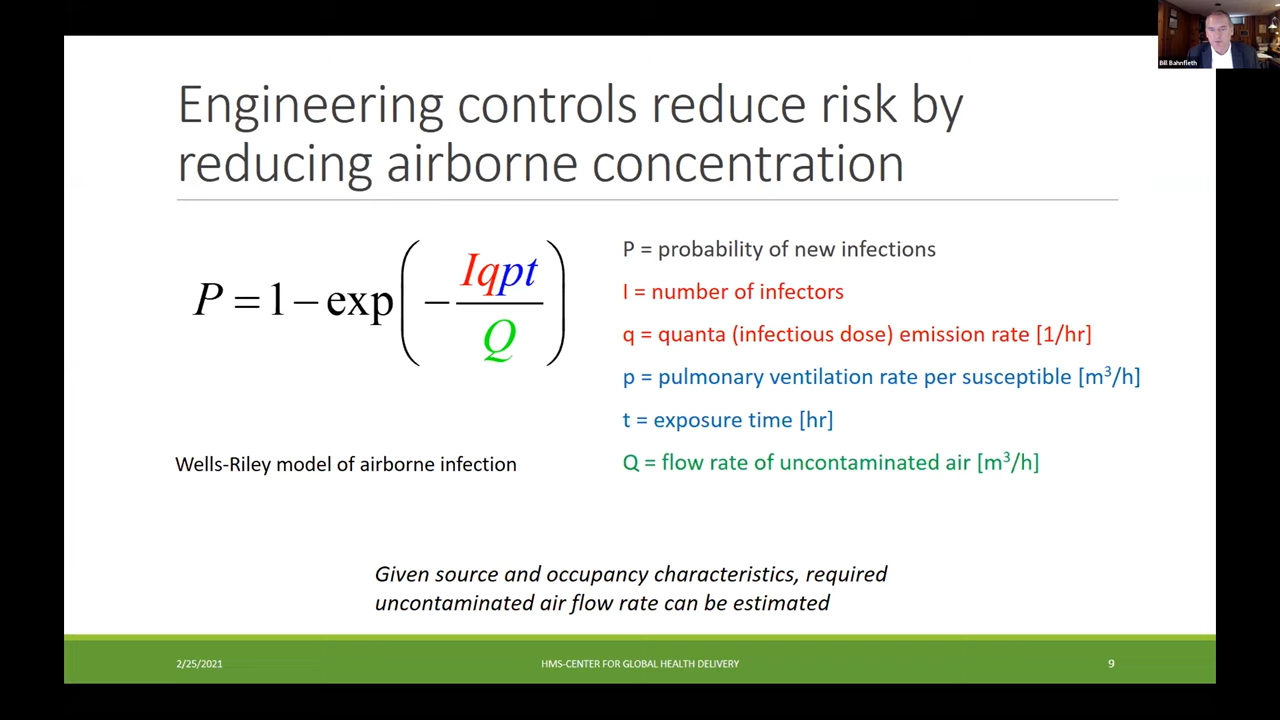 Bill Bahnfleth
Engineering controls reduce risk by
reducing airborne concentration
P = 1 − exp(− Iqpt / Q)
P = probability of new infections
I = number of infectors
q = quanta (infectious dose) emission rate [1/hr]
p = pulmonary ventilation rate per susceptible [m³/h]
t = exposure time [hr]
Q = flow rate of uncontaminated air [m³/h]
Wells-Riley model of airborne infection
Given source and occupancy characteristics, required
uncontaminated air flow rate can be estimated
2/25/2021
HMS-CENTER FOR GLOBAL HEALTH DELIVERY
9